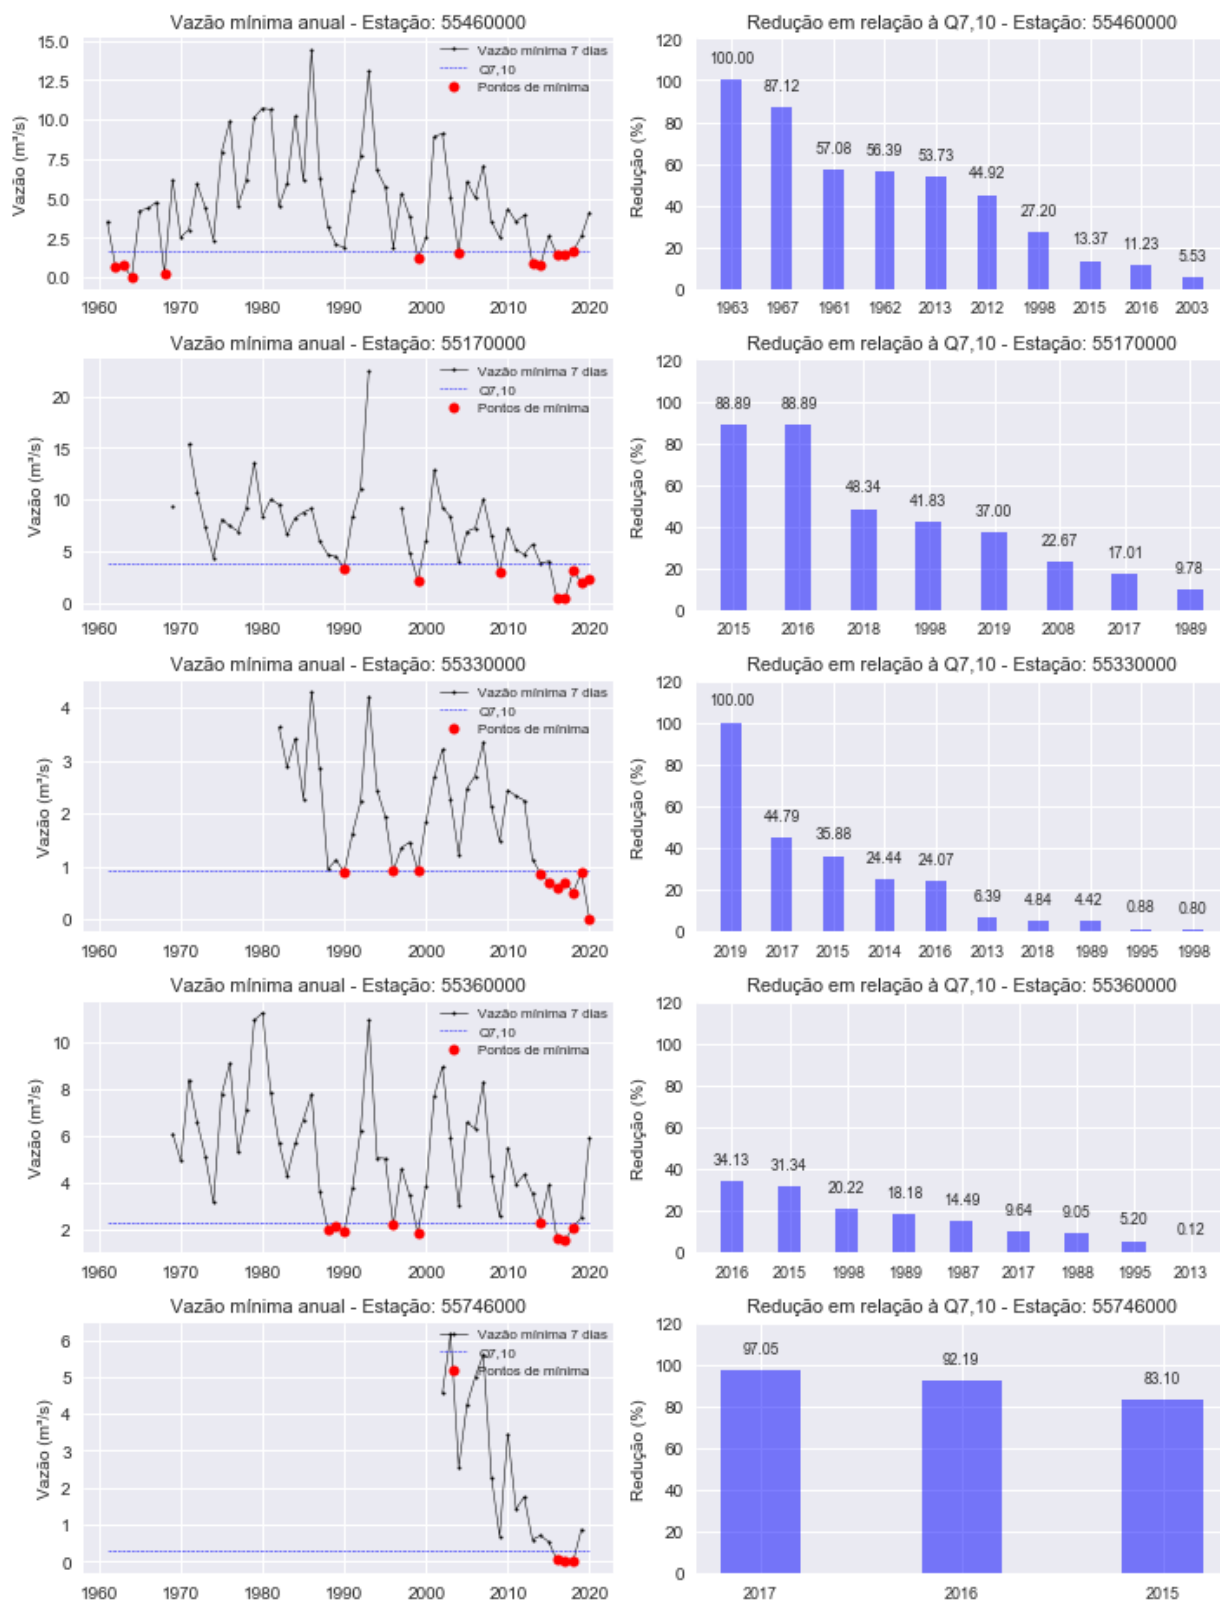 Vazão mínima anual - Estação: 55460000
Vazão (m³/s)
15.0
12.5
10.0
7.5
5.0
2.5
0.0
1960 1970 1980 1990 2000 2010 2020
Vazão mínima 7 dias
Q7,10
Pontos de mínima
Redução em relação à Q7,10 - Estação: 55460000
Redução (%)
120
100
80
60
40
20
0
100.00 87.12 57.08 56.39 53.73 44.92 27.20 13.37 11.23 5.53
1963 1967 1961 1962 2013 2012 1998 2015 2016 2003
Vazão mínima anual - Estação: 55170000
Vazão (m³/s)
20
15
10
5
0
1960 1970 1980 1990 2000 2010 2020
Vazão mínima 7 dias
Q7,10
Pontos de mínima
Redução em relação à Q7,10 - Estação: 55170000
Redução (%)
120
100
80
60
40
20
0
88.89 88.89 48.34 41.83 37.00 22.67 17.01 9.78
2015 2016 2018 1998 2019 2008 2017 1989
Vazão mínima anual - Estação: 55330000
Vazão (m³/s)
4
3
2
1
0
1960 1970 1980 1990 2000 2010 2020
Vazão mínima 7 dias
Q7,10
Pontos de mínima
Redução em relação à Q7,10 - Estação: 55330000
Redução (%)
120
100
80
60
40
20
0
100.00 44.79 35.88 24.44 24.07 6.39 4.84 4.42 0.88 0.80
2019 2017 2015 2014 2016 2013 2018 1989 1995 1998
Vazão mínima anual - Estação: 55360000
Vazão (m³/s)
10
8
6
4
2
1960 1970 1980 1990 2000 2010 2020
Vazão mínima 7 dias
Q7,10
Pontos de mínima
Redução em relação à Q7,10 - Estação: 55360000
Redução (%)
120
100
80
60
40
20
0
34.13 31.34 20.22 18.18 14.49 9.64 9.05 5.20 0.12
2016 2015 1998 1989 1987 2017 1988 1995 2013
Vazão mínima anual - Estação: 55746000
Vazão (m³/s)
6
5
4
3
2
1
0
1960 1970 1980 1990 2000 2010 2020
Vazão mínima 7 dias
Q7,10
Pontos de mínima
Redução em relação à Q7,10 - Estação: 55746000
Redução (%)
120
100
80
60
40
20
0
97.05 92.19 83.10
2017 2016 2015